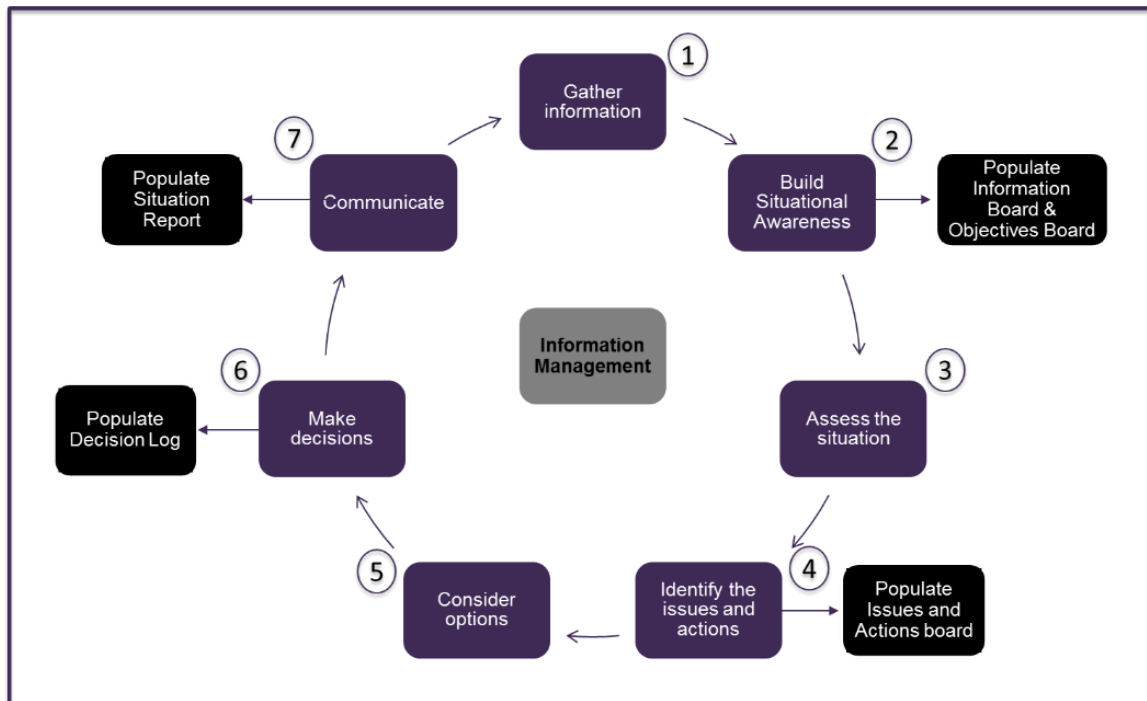 1
Gather
information
2
Build
Situational
Awareness
Populate
Information
Board &
Objectives Board
3
Assess the
situation
4
Identify the
issues and
actions
Populate
Issues and
Actions board
5
Consider
options
6
Make
decisions
Populate
Decision Log
7
Communicate
Populate
Situation
Report
Information
Management